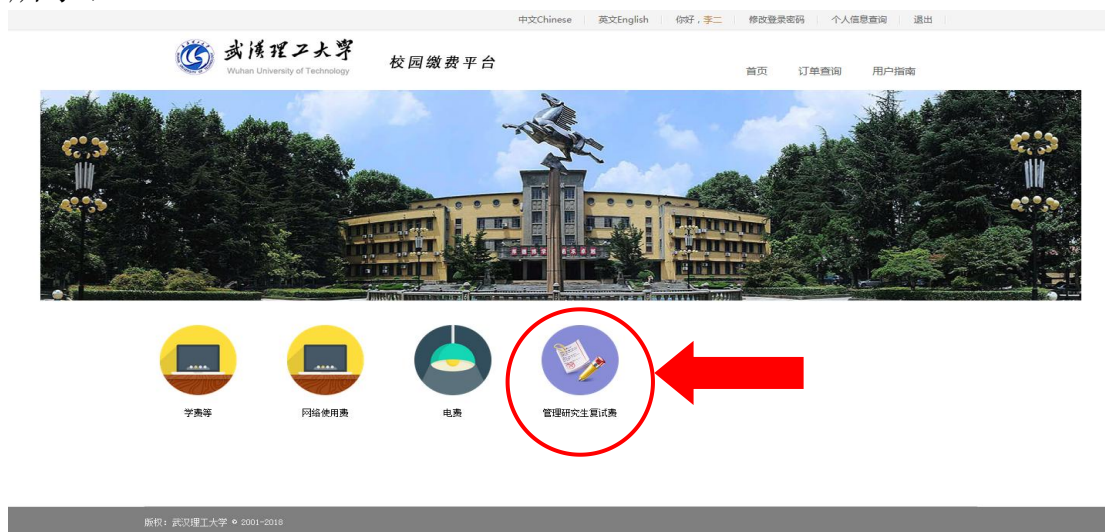 中文Chinese 英文English 你好，李二 修改登录密码 个人信息查询 退出
武汉理工大学
Wuhan University of Technology
校园缴费平台
首页 订单查询 用户指南
学费等 网络使用费 电费 管理研究生复试费
版权：武汉理工大学 © 2001-2018